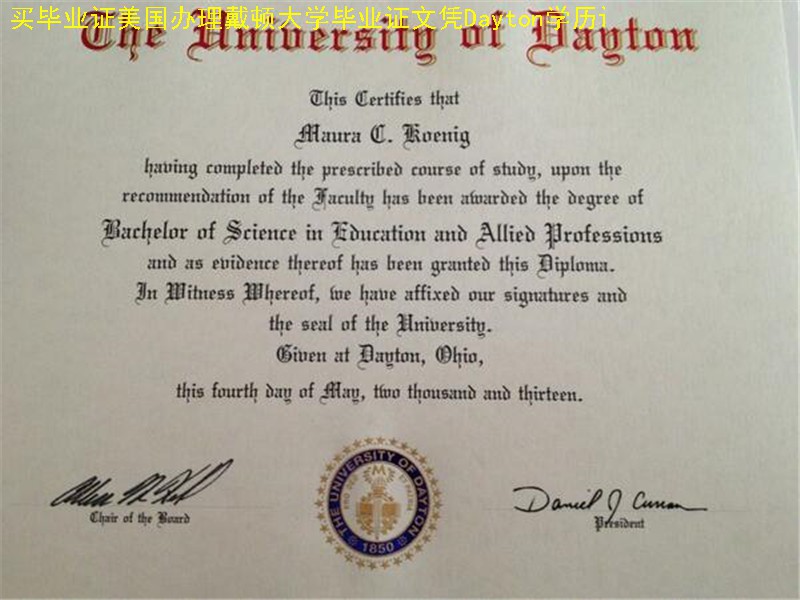 买毕业证美国办理戴顿大学毕业证文凭Dayton学历
The University of Dayton
This Certifies that
Maura C. Koenig
having completed the prescribed course of study, upon the
recommendation of the Faculty has been awarded the degree of
Bachelor of Science in Education and Allied Professions
and as evidence thereof has been granted this Diploma.
In Witness Whereof, we have affixed our signatures and
the seal of the University.
Given at Dayton, Ohio,
this fourth day of May, two thousand and thirteen.
THE UNIVERSITY OF DAYTON
1850
Chair of the Board
Daniel J Curran
President